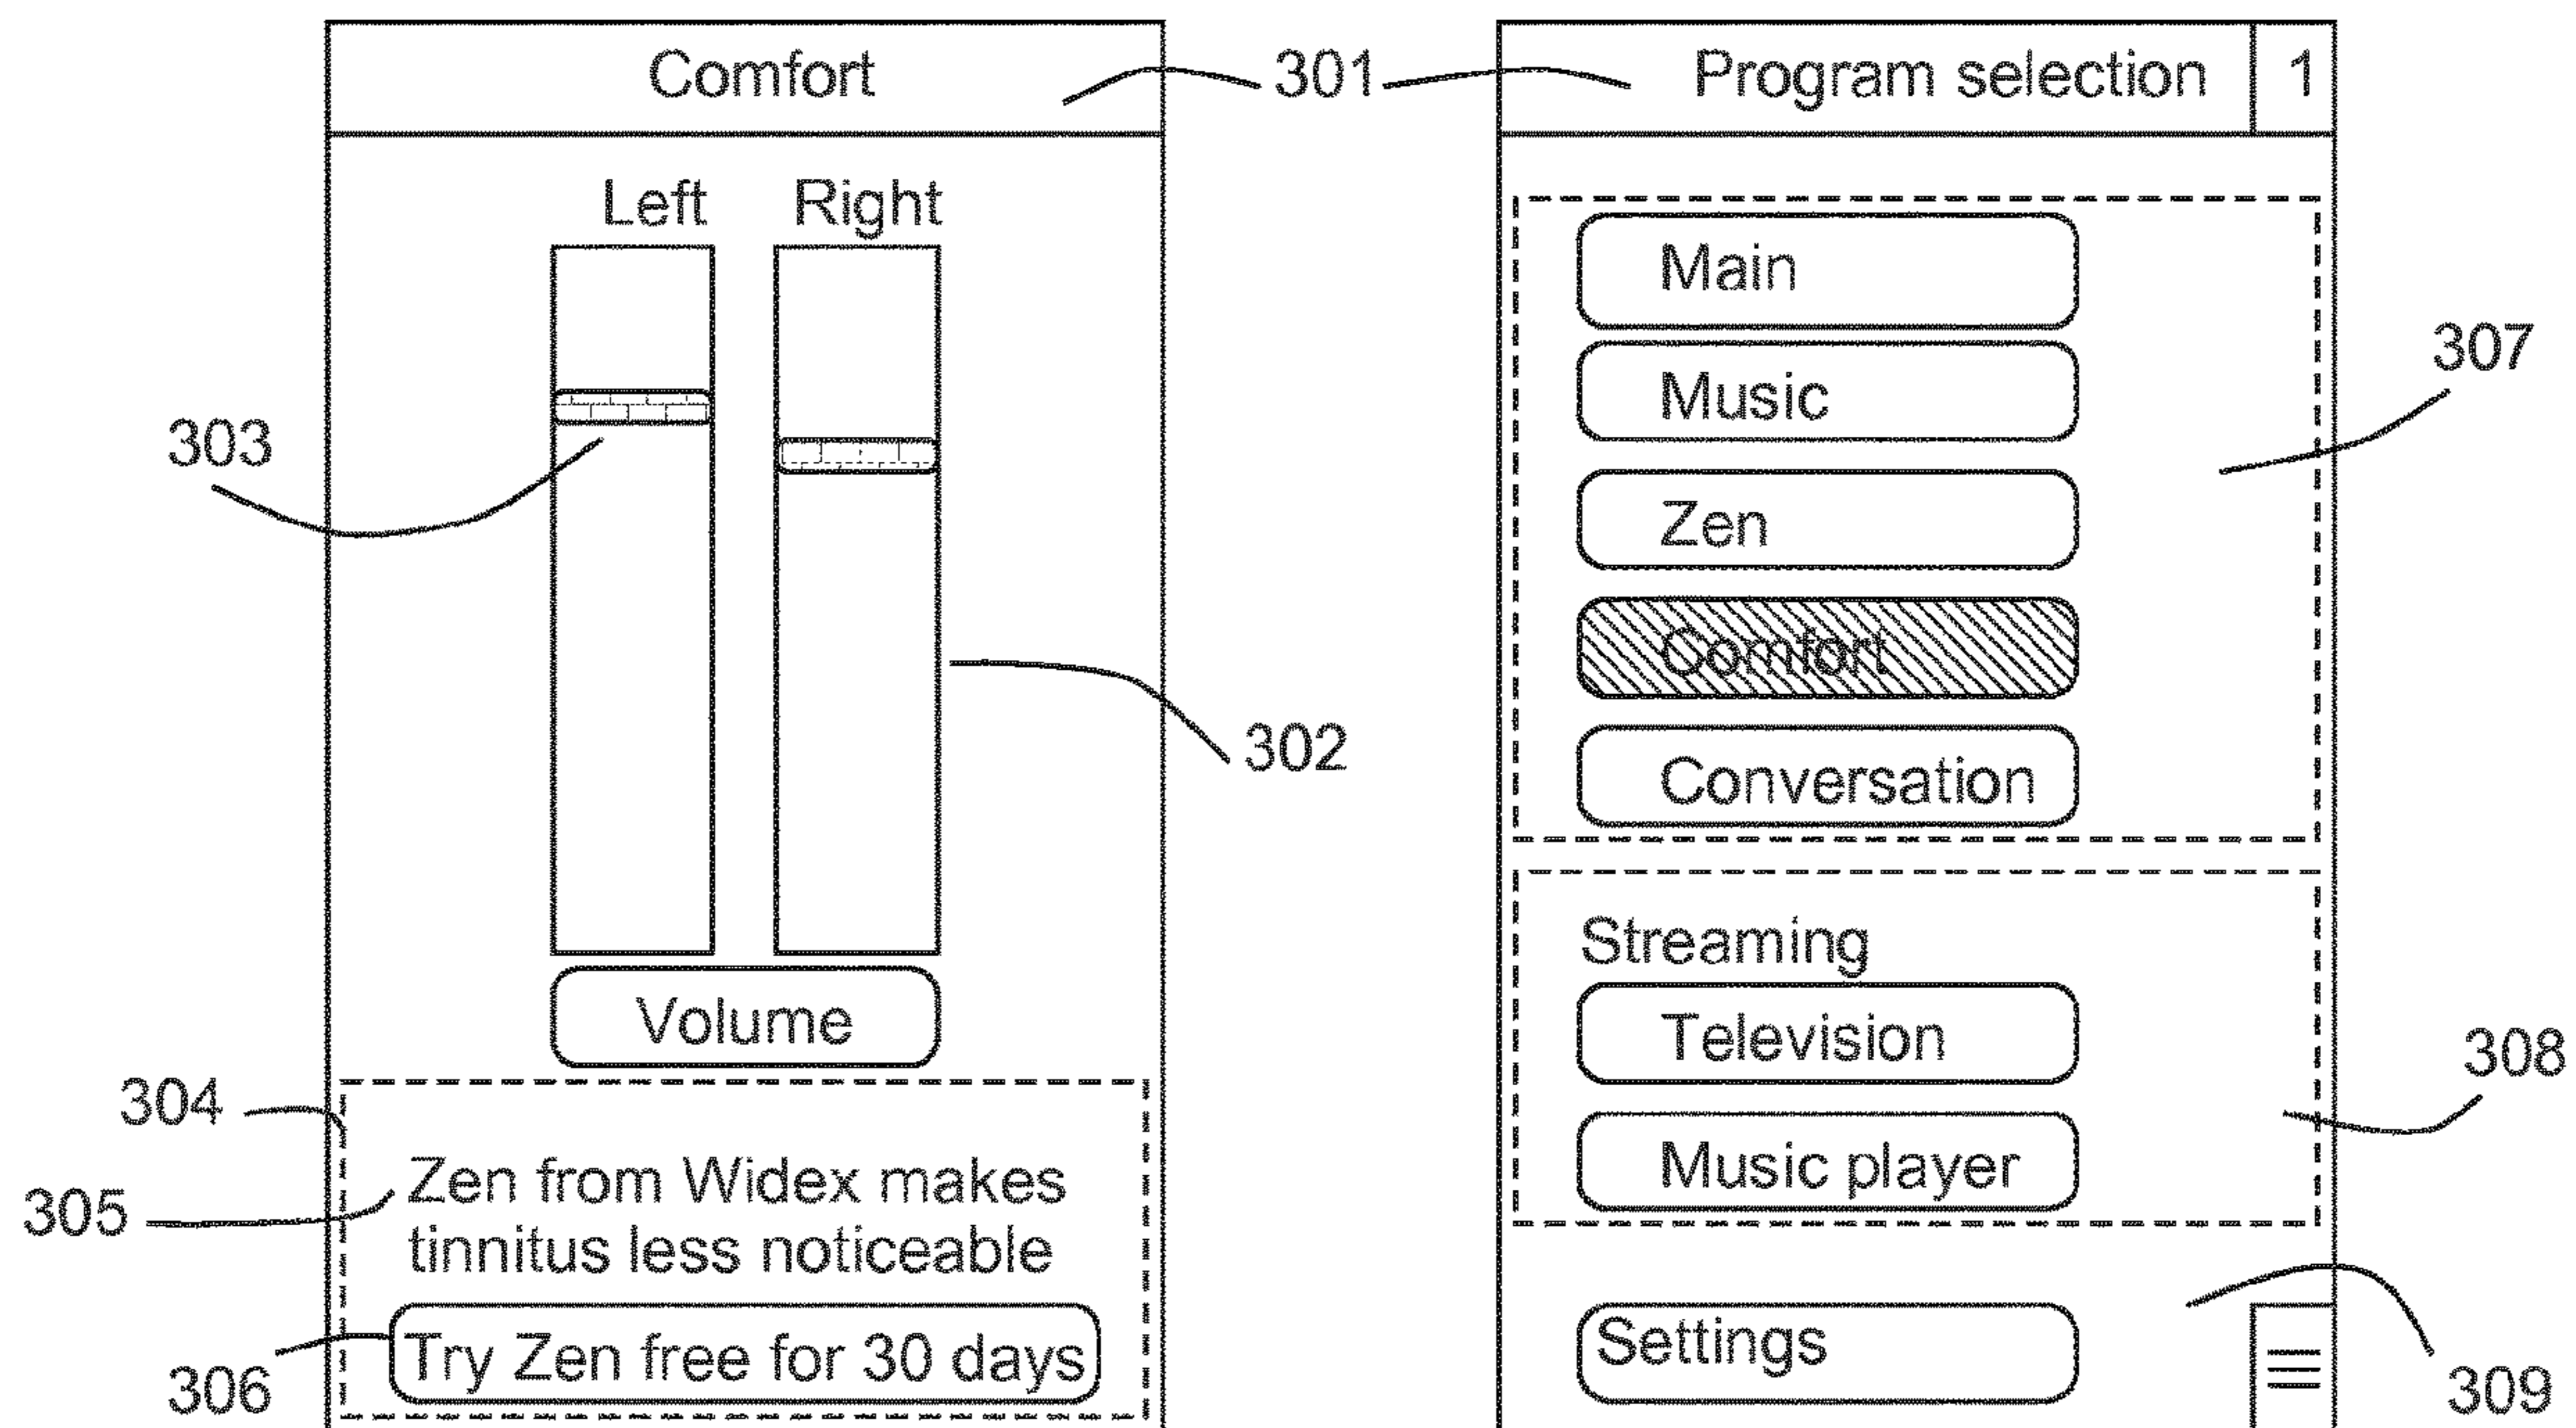 Comfort
301
Program selection
1
Left
Right
303
302
Volume
304
305
Zen from Widex makes
tinnitus less noticeable
306
Try Zen free for 30 days
Main
Music
Zen
Comfort
Conversation
307
Streaming
Television
Music player
308
Settings
309